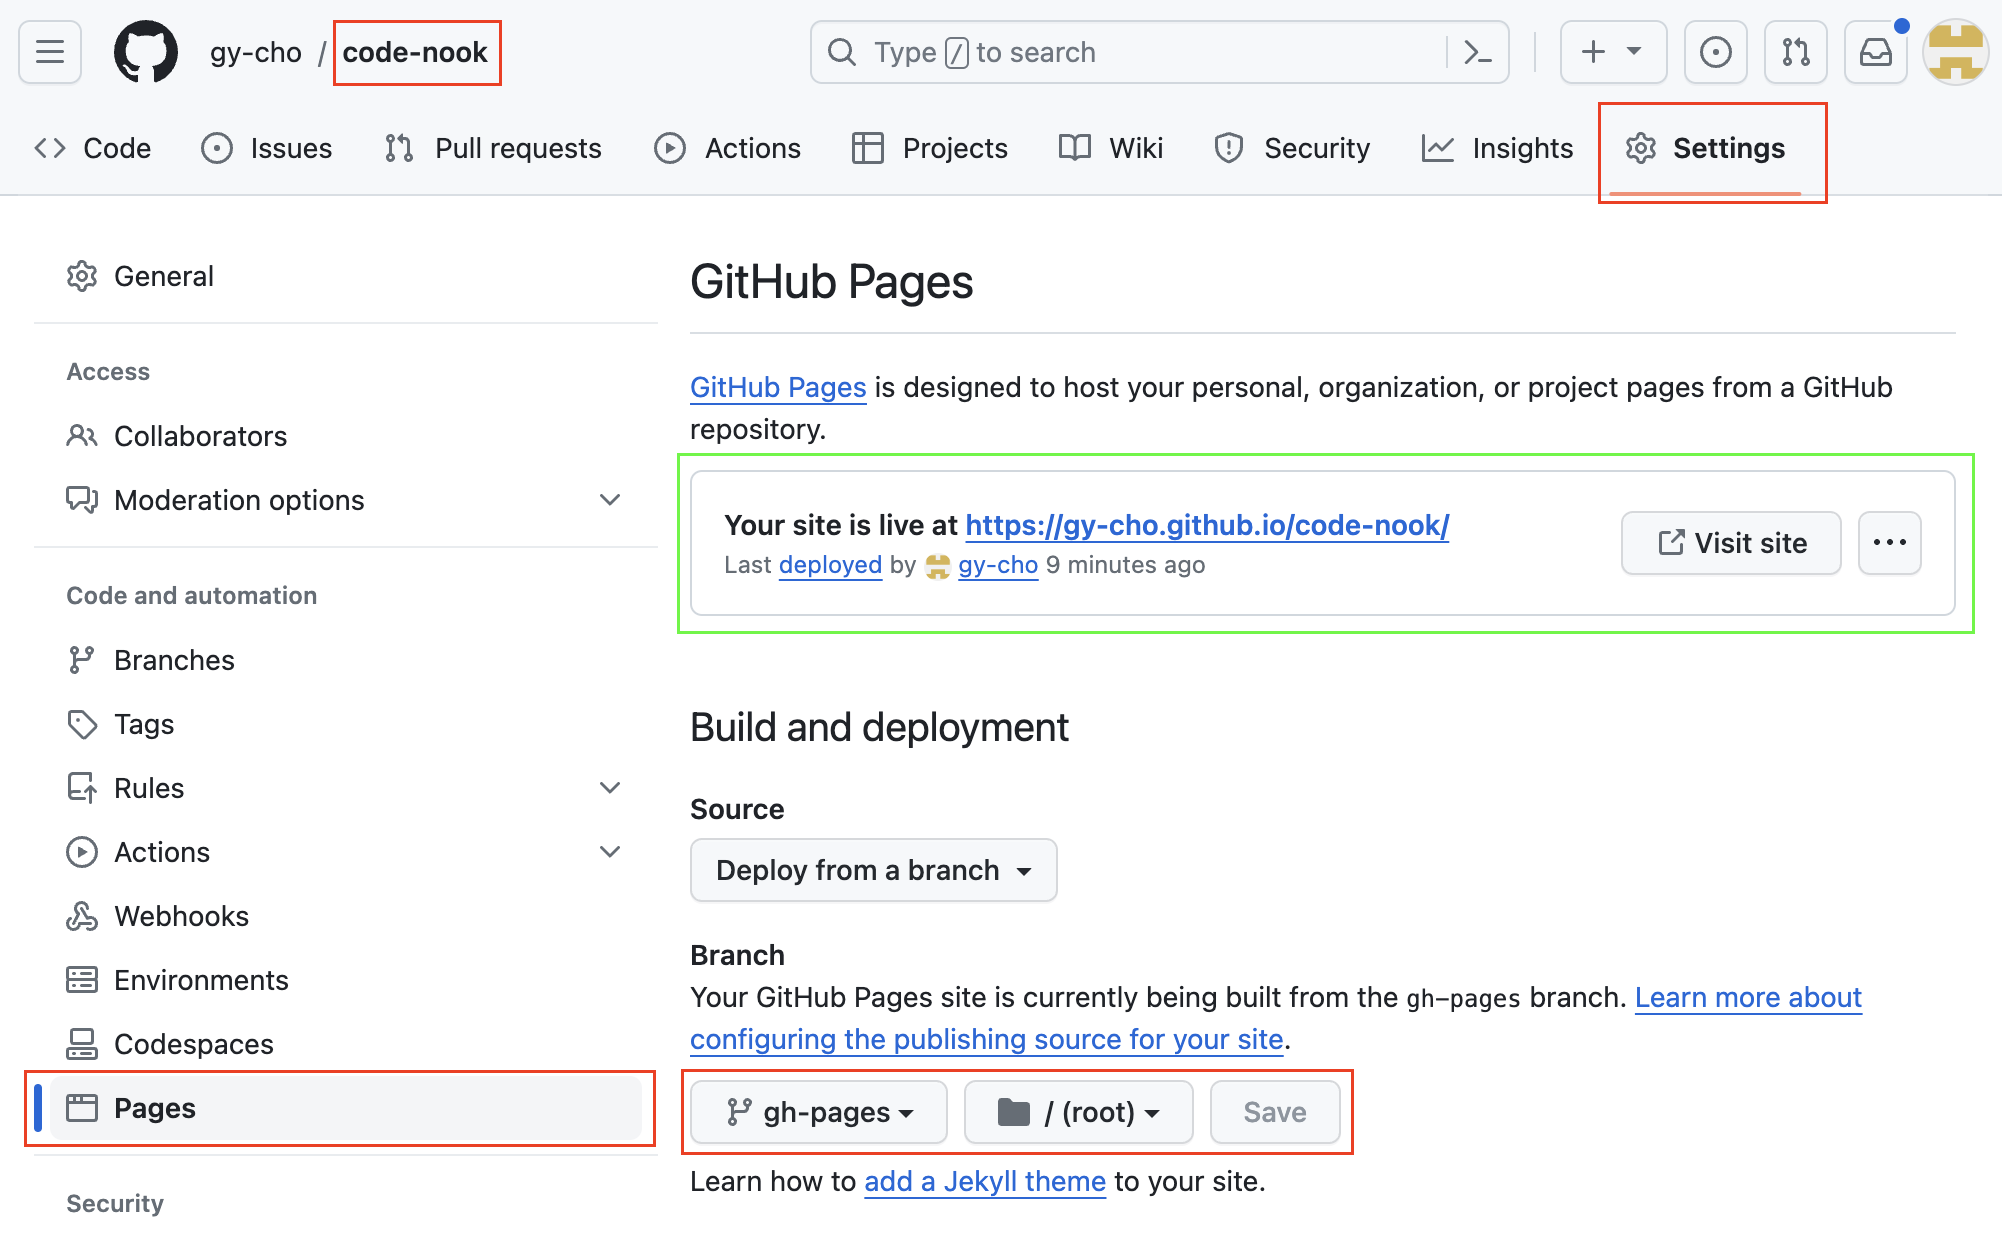 gy-cho / code-nook
Type / to search
Code
Issues
Pull requests
Actions
Projects
Wiki
Security
Insights
Settings
General
Access
Collaborators
Moderation options
Code and automation
Branches
Tags
Rules
Actions
Webhooks
Environments
Codespaces
Pages
Security
GitHub Pages
GitHub Pages is designed to host your personal, organization, or project pages from a GitHub
repository.
Your site is live at https://gy-cho.github.io/code-nook/
Last deployed by gy-cho 9 minutes ago
Visit site
Build and deployment
Source
Deploy from a branch
Branch
Your GitHub Pages site is currently being built from the gh-pages branch. Learn more about
configuring the publishing source for your site.
gh-pages
/ (root)
Save
Learn how to add a Jekyll theme to your site.